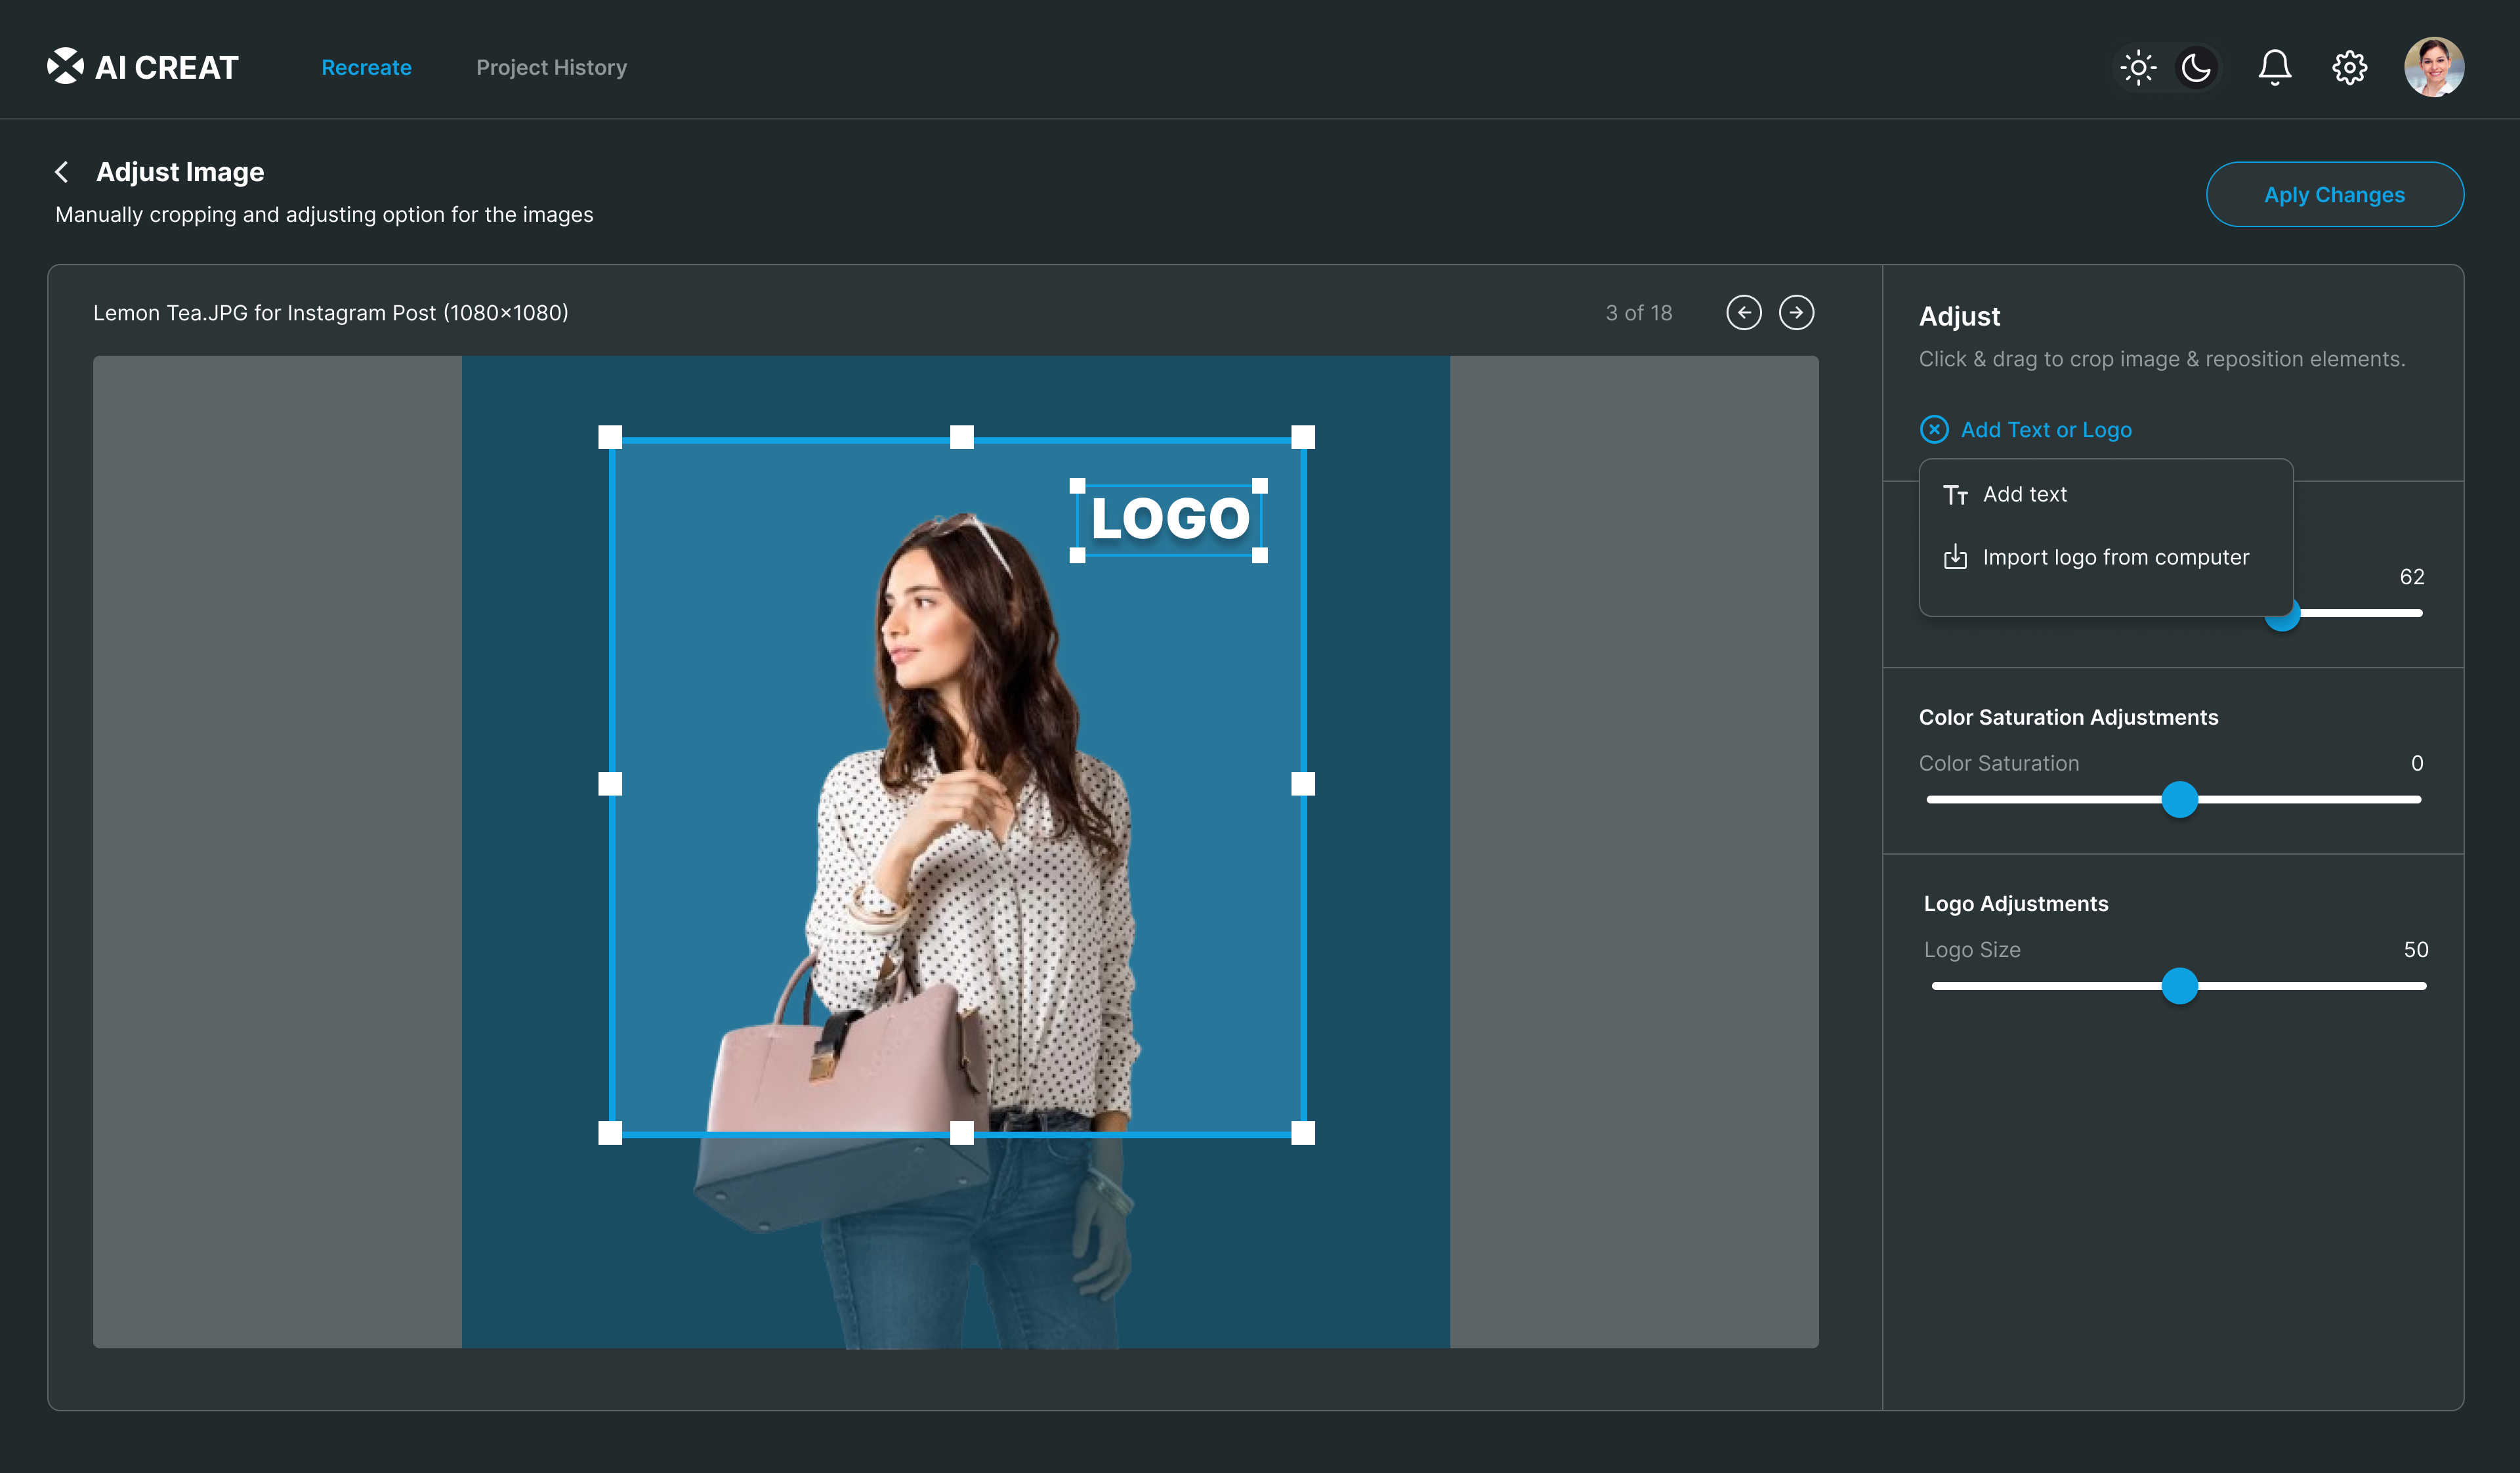 AI CREAT
Recreate
Project History
Adjust Image
Manually cropping and adjusting option for the images
Aply Changes
Lemon Tea.JPG for Instagram Post (1080×1080)
3 of 18
LOGO
Adjust
Click & drag to crop image & reposition elements.
Add Text or Logo
Add text
Import logo from computer
62
Color Saturation Adjustments
Color Saturation
0
Logo Adjustments
Logo Size
50